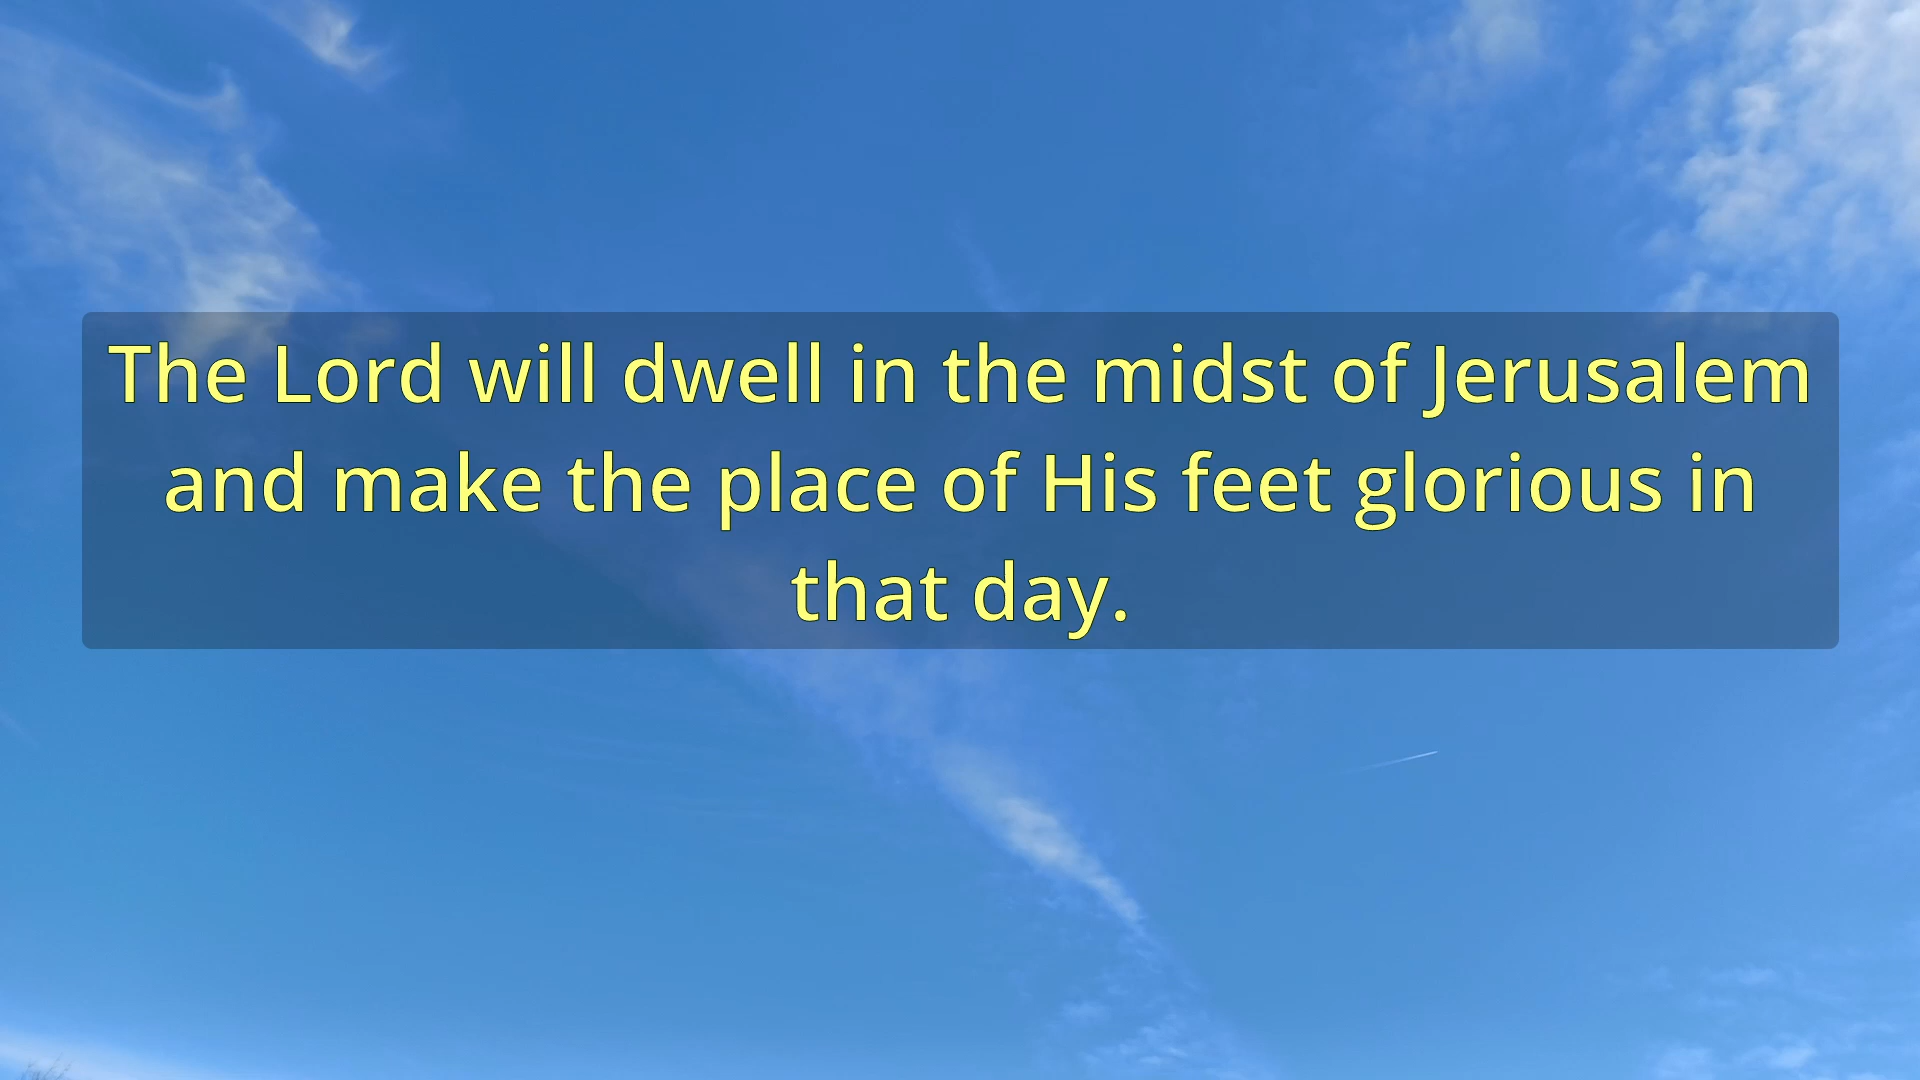 The Lord will dwell in the midst of Jerusalem
and make the place of His feet glorious in
that day.